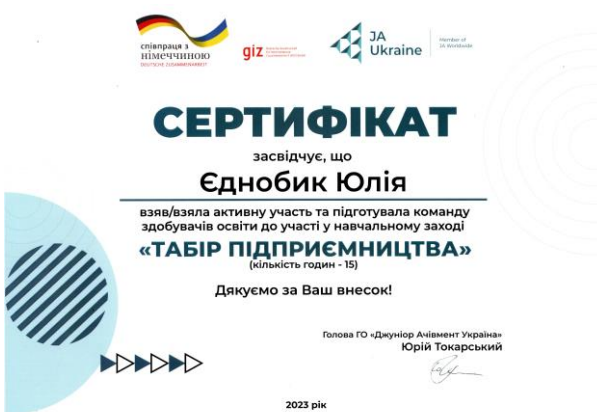 співпраця з
німеччиною
DEUTSCHE ZUSAMMENARBEIT
giz
JA
Ukraine
Member of
JA Worldwide
СЕРТИФІКАТ
засвідчує, що
Єднобик Юлія
взяв/взяла активну участь та підготувала команду
здобувачів освіти до участі у навчальному заході
«ТАБІР ПІДПРИЄМНИЦТВА»
(кількість годин - 15)
Дякуємо за Ваш внесок!
Голова ГО «Джуніор Ачівмент Україна»
Юрій Токарський
2023 рік